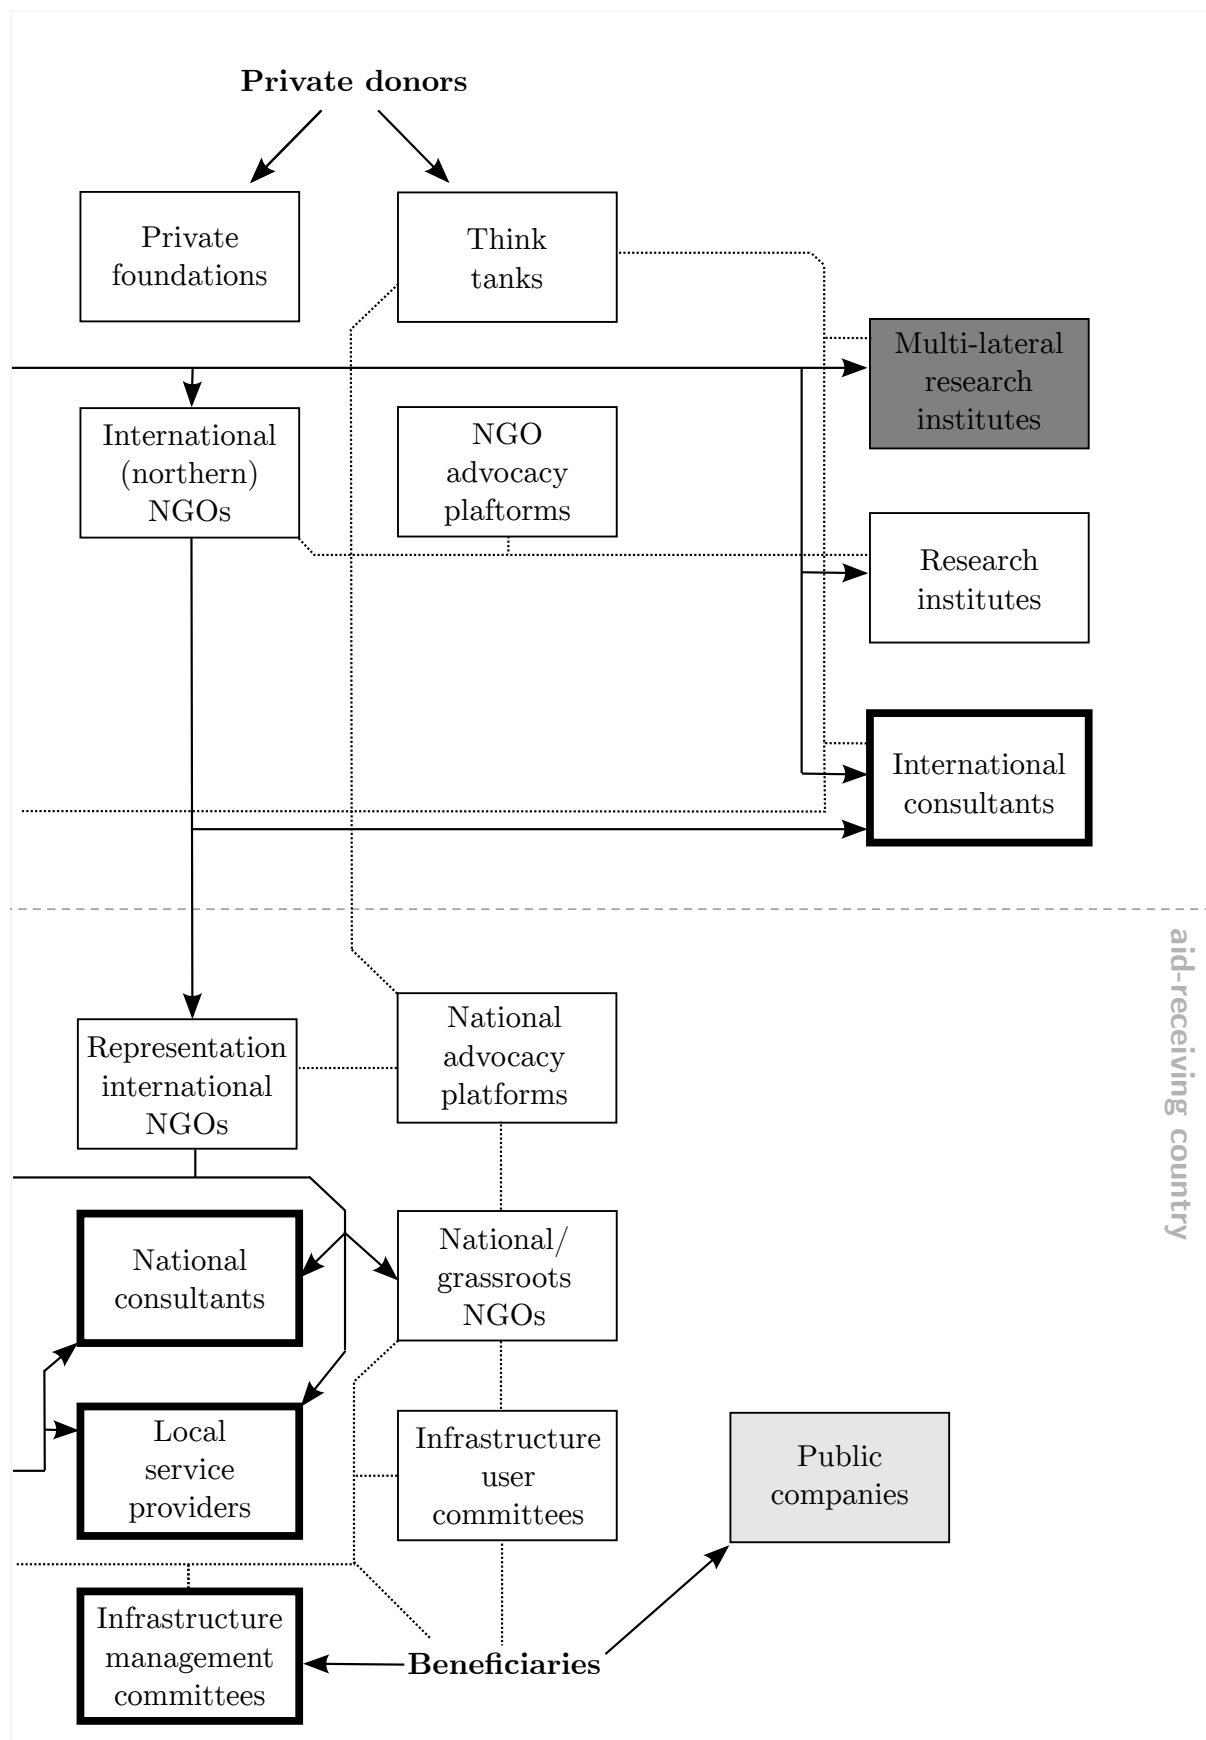 Private donors
Private
foundations
Think
tanks
Multi-lateral
research
institutes
International
(northern)
NGOs
NGO
advocacy
plaftorms
Research
institutes
International
consultants
aid-receiving country
National
advocacy
platforms
Representation
international
NGOs
National
consultants
National/
grassroots
NGOs
Local
service
providers
Infrastructure
user
committees
Public
companies
Infrastructure
management
committees
Beneficiaries